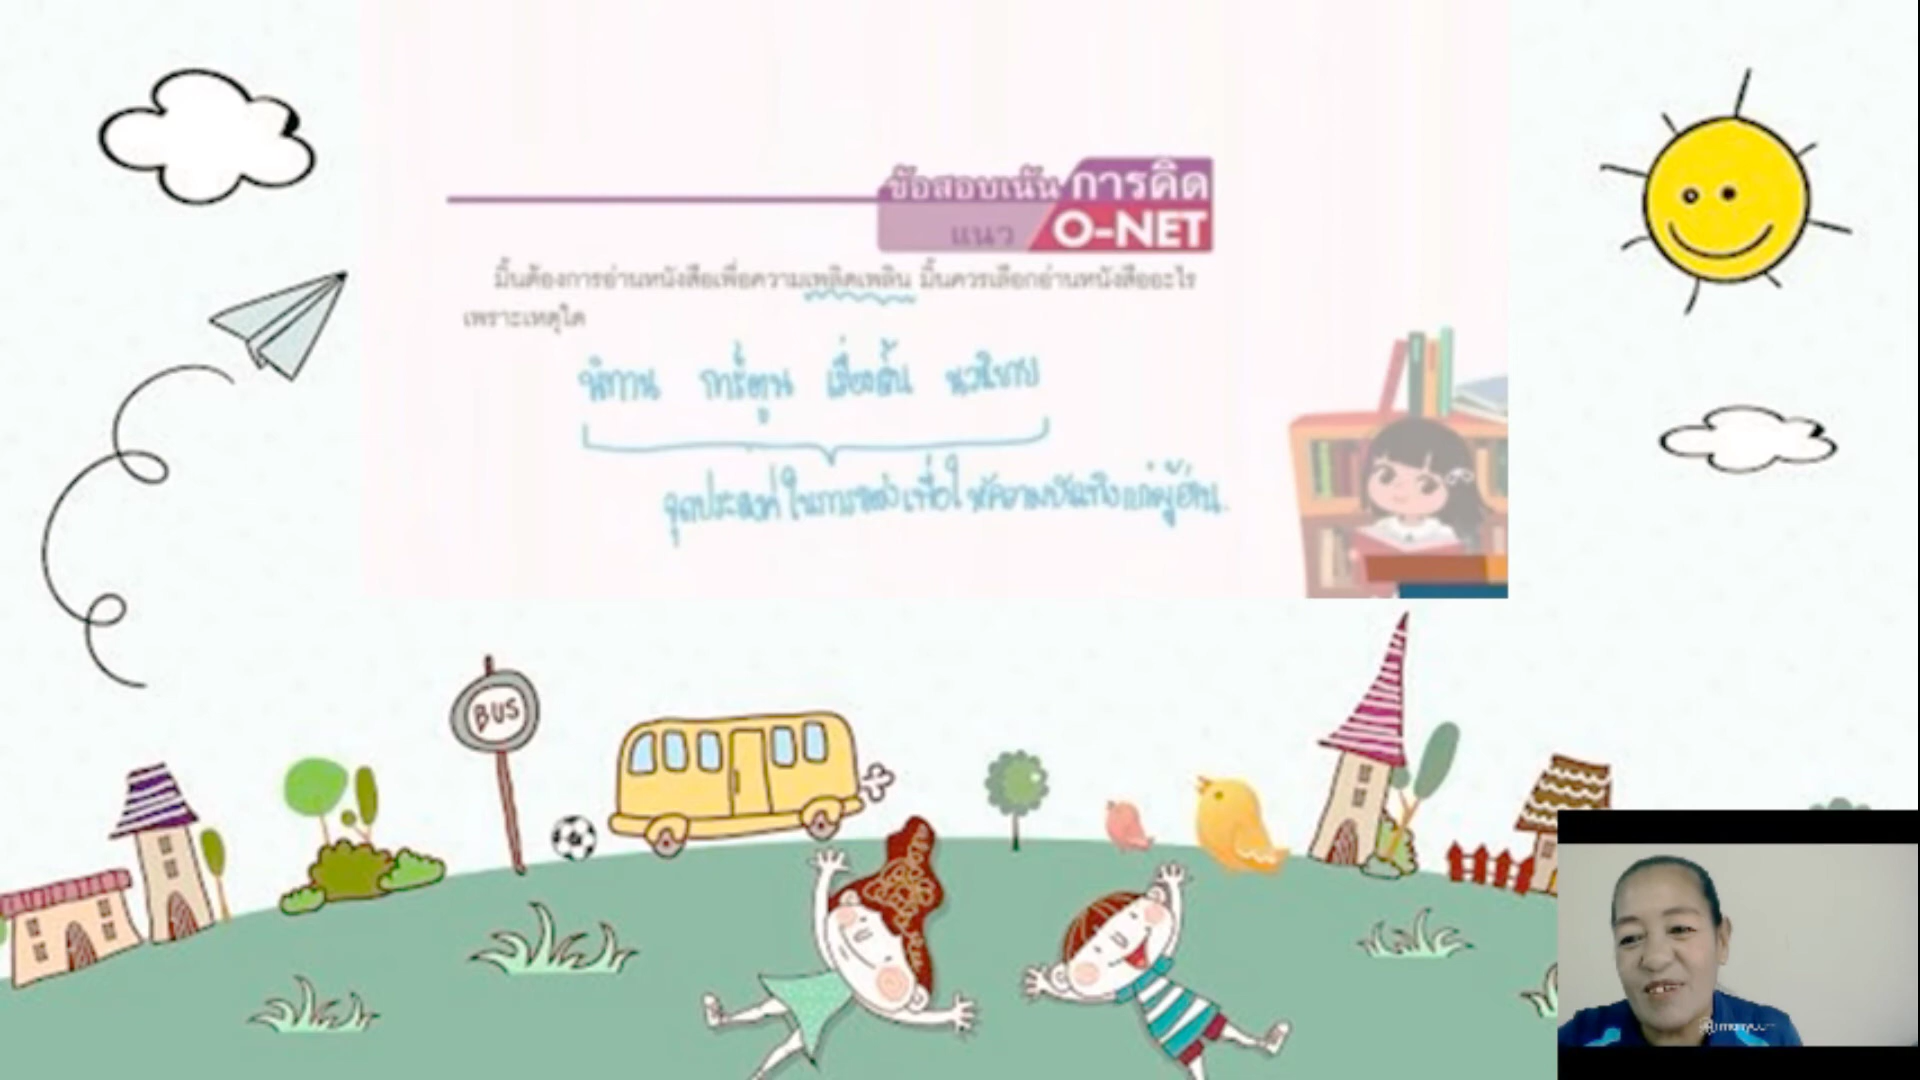 ข้อสอบเน้น การคิด
แนว O-NET
มิ้นต้องการอ่านหนังสือเพื่อความเพลิดเพลิน มิ้นควรเลือกอ่านหนังสืออะไร
เพราะเหตุใด
นิทาน การ์ตูน เรื่องสั้น นวนิยาย
จุดประสงค์ในการแต่งเพื่อให้ความบันเทิงแก่ผู้อ่าน.
BUS